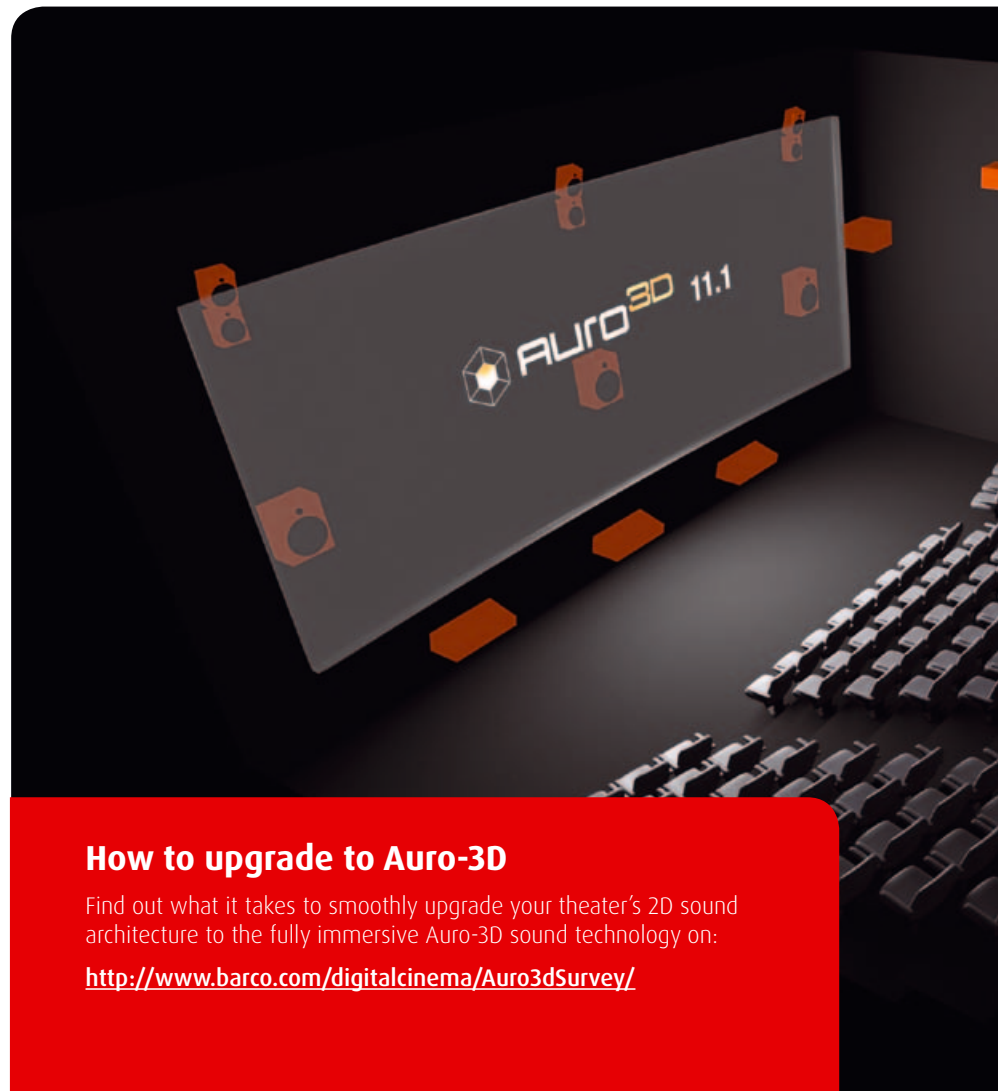 Auro3D 11.1
How to upgrade to Auro-3D
Find out what it takes to smoothly upgrade your theater’s 2D sound
architecture to the fully immersive Auro-3D sound technology on:
http://www.barco.com/digitalcinema/Auro3dSurvey/